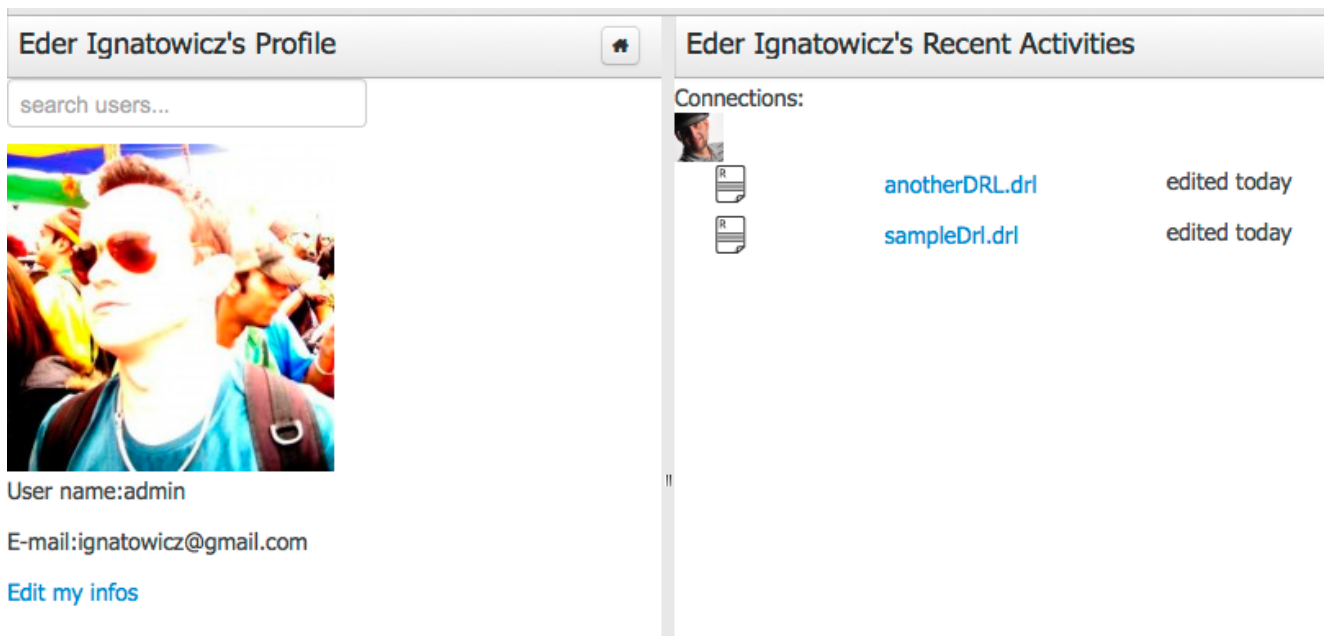 Eder Ignatowicz's Profile
search users...
User name:admin
E-mail:ignatowicz@gmail.com
Edit my infos
Eder Ignatowicz's Recent Activities
Connections:
R anotherDRL.drl edited today
R sampleDrl.drl edited today